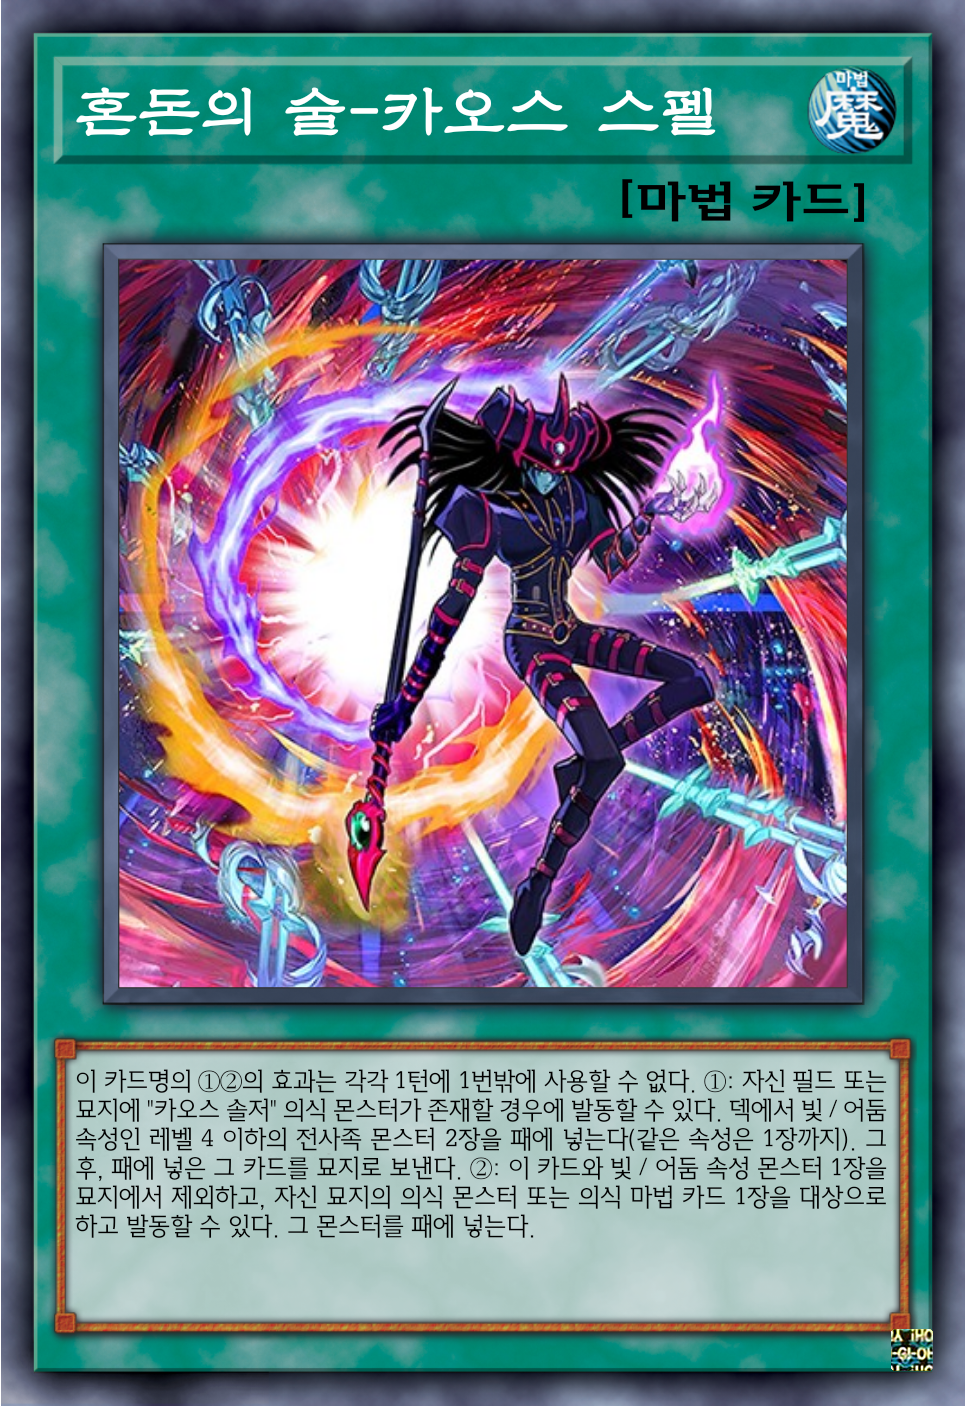 혼돈의 술-카오스 스펠
마법
魔
[마법 카드]
이 카드명의 ①②의 효과는 각각 1턴에 1번밖에 사용할 수 없다. ①: 자신 필드 또는
묘지에 "카오스 솔저" 의식 몬스터가 존재할 경우에 발동할 수 있다. 덱에서 빛 / 어둠
속성인 레벨 4 이하의 전사족 몬스터 2장을 패에 넣는다(같은 속성은 1장까지). 그
후, 패에 넣은 그 카드를 묘지로 보낸다. ②: 이 카드와 빛 / 어둠 속성 몬스터 1장을
묘지에서 제외하고, 자신 묘지의 의식 몬스터 또는 의식 마법 카드 1장을 대상으로
하고 발동할 수 있다. 그 몬스터를 패에 넣는다.